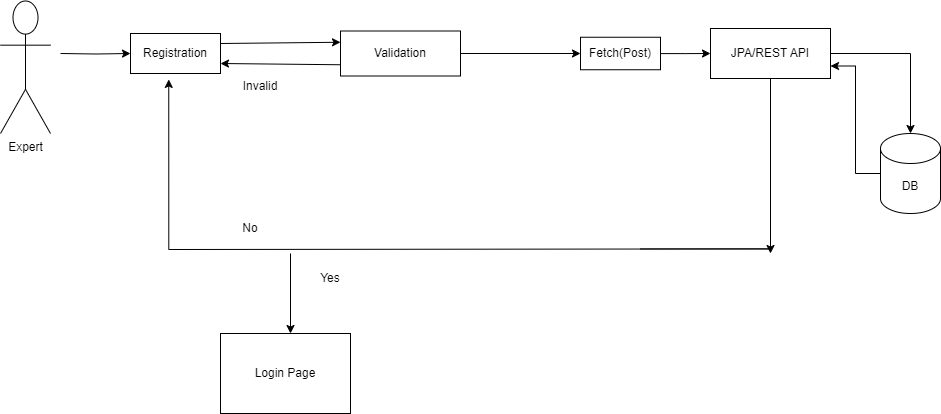 Registration
Validation
Fetch(Post)
JPA/REST API
Invalid
Expert
DB
No
Yes
Login Page